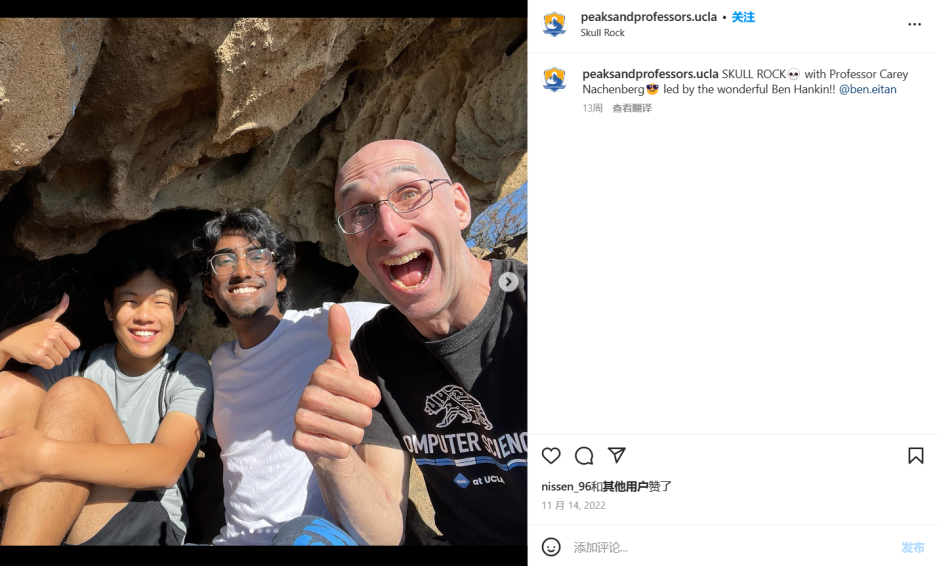 peaksandprofessors.ucla • 关注
Skull Rock
peaksandprofessors.ucla SKULL ROCK💀 with Professor Carey
Nachenberg😎 led by the wonderful Ben Hankin!! @ben.eitan
13周 查看翻译
OMPUTER SCIENC
at UCLA
nissen_96和其他用户赞了
11 月 14, 2022
添加评论...
发布